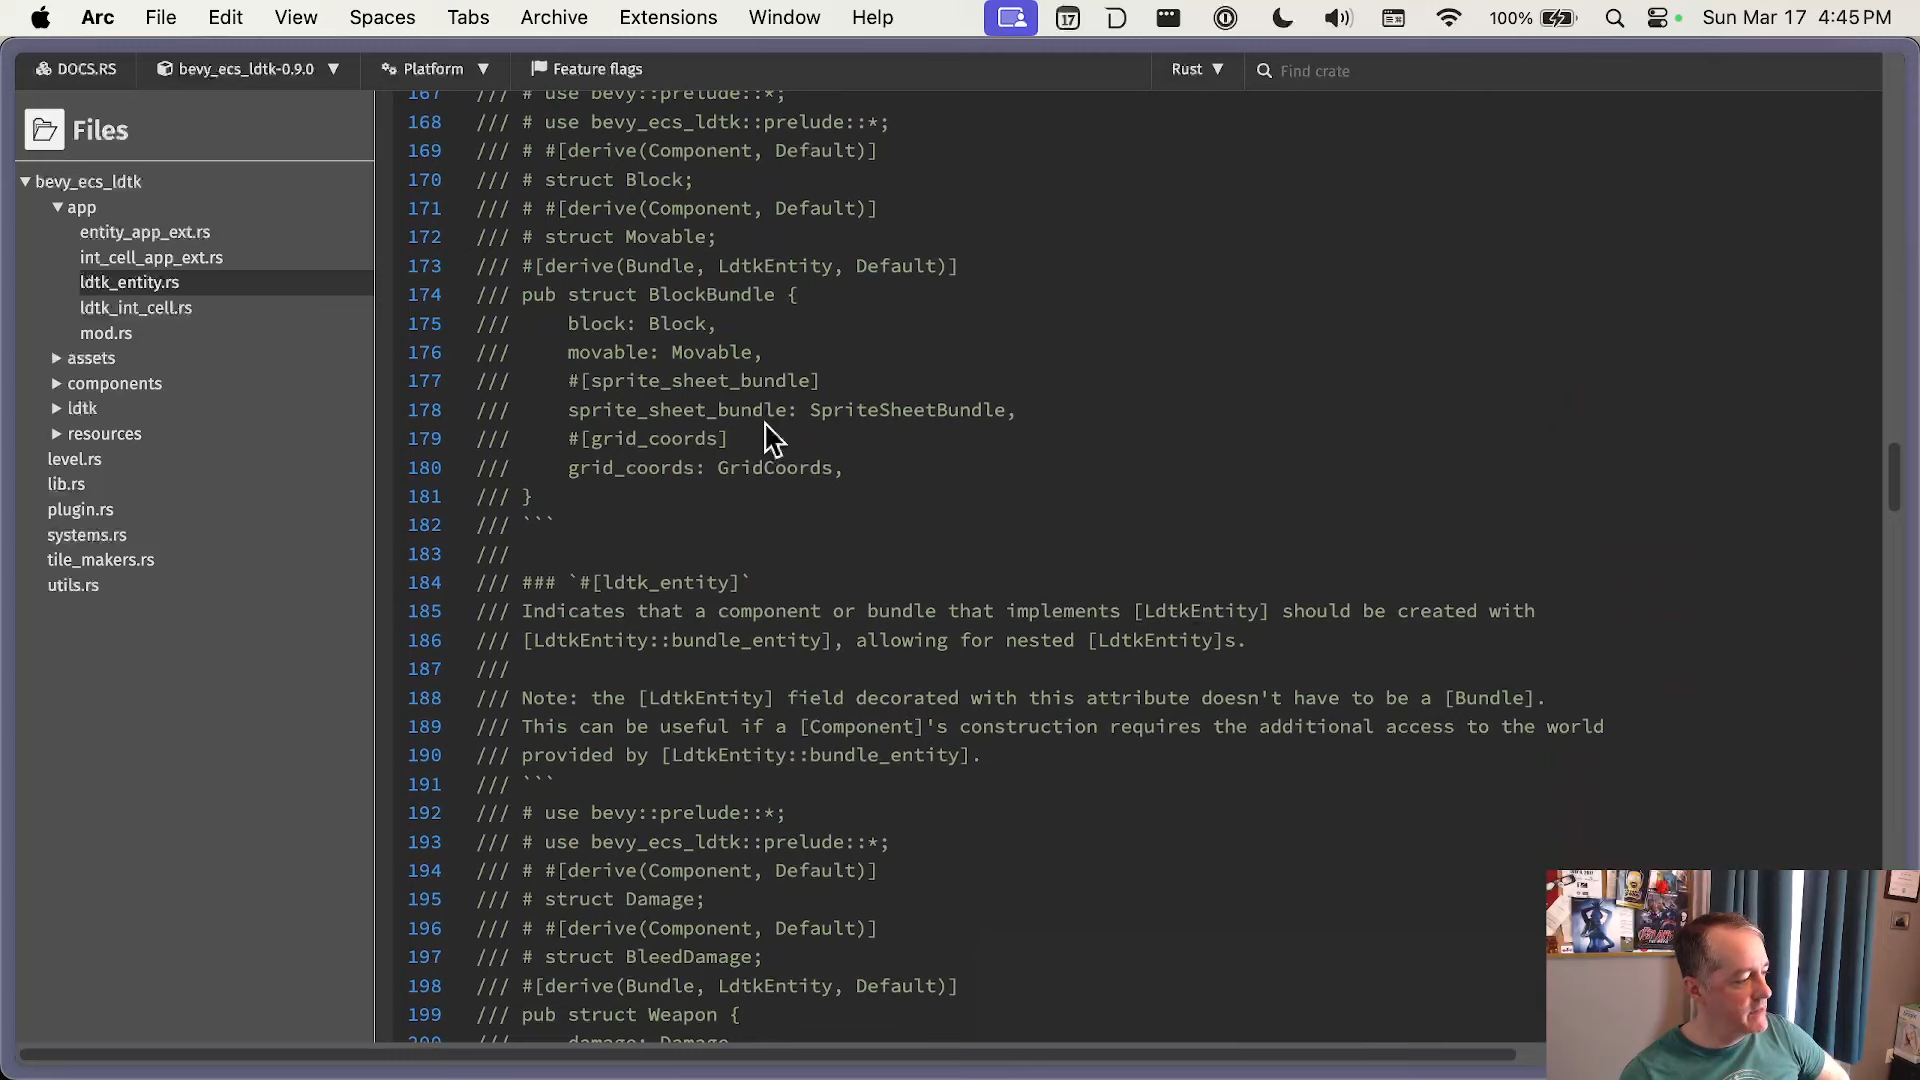 Arc File Edit View Spaces Tabs Archive Extensions Window Help 17 100% Sun Mar 17 4:45 PM
DOCS.RS bevy_ecs_ldtk-0.9.0 ▼ Platform ▼ Feature flags Rust ▼ Find crate
Files
▼ bevy_ecs_ldtk
▼ app
entity_app_ext.rs
int_cell_app_ext.rs
ldtk_entity.rs
ldtk_int_cell.rs
mod.rs
▶ assets
▶ components
▶ ldtk
▶ resources
level.rs
lib.rs
plugin.rs
systems.rs
tile_makers.rs
utils.rs
167 /// # use bevy::prelude::*;
168 /// # use bevy_ecs_ldtk::prelude::*;
169 /// # #[derive(Component, Default)]
170 /// # struct Block;
171 /// # #[derive(Component, Default)]
172 /// # struct Movable;
173 /// #[derive(Bundle, LdtkEntity, Default)]
174 /// pub struct BlockBundle {
175 ///     block: Block,
176 ///     movable: Movable,
177 ///     #[sprite_sheet_bundle]
178 ///     sprite_sheet_bundle: SpriteSheetBundle,
179 ///     #[grid_coords]
180 ///     grid_coords: GridCoords,
181 /// }
182 /// ```
183 ///
184 /// ### `#[ldtk_entity]`
185 /// Indicates that a component or bundle that implements [LdtkEntity] should be created with
186 /// [LdtkEntity::bundle_entity], allowing for nested [LdtkEntity]s.
187 ///
188 /// Note: the [LdtkEntity] field decorated with this attribute doesn't have to be a [Bundle].
189 /// This can be useful if a [Component]'s construction requires the additional access to the world
190 /// provided by [LdtkEntity::bundle_entity].
191 /// ```
192 /// # use bevy::prelude::*;
193 /// # use bevy_ecs_ldtk::prelude::*;
194 /// # #[derive(Component, Default)]
195 /// # struct Damage;
196 /// # #[derive(Component, Default)]
197 /// # struct BleedDamage;
198 /// #[derive(Bundle, LdtkEntity, Default)]
199 /// pub struct Weapon {
200 ///     damage: Damage